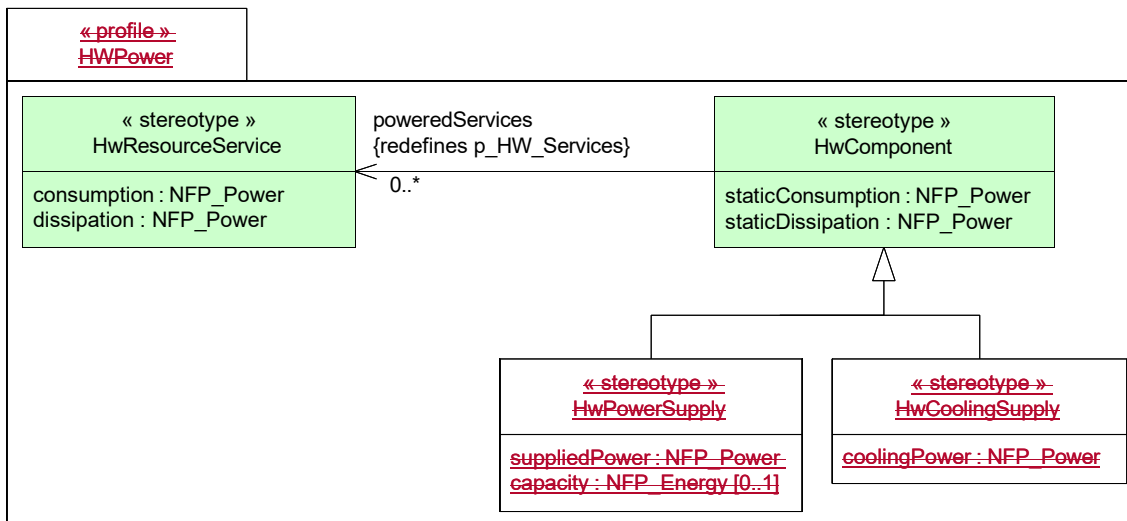 « profile »
HWPower
« stereotype »
HwResourceService
consumption : NFP_Power
dissipation : NFP_Power
poweredServices
{redefines p_HW_Services}
0..*
« stereotype »
HwComponent
staticConsumption : NFP_Power
staticDissipation : NFP_Power
« stereotype »
HwPowerSupply
suppliedPower : NFP_Power
capacity : NFP_Energy [0..1]
« stereotype »
HwCoolingSupply
coolingPower : NFP_Power